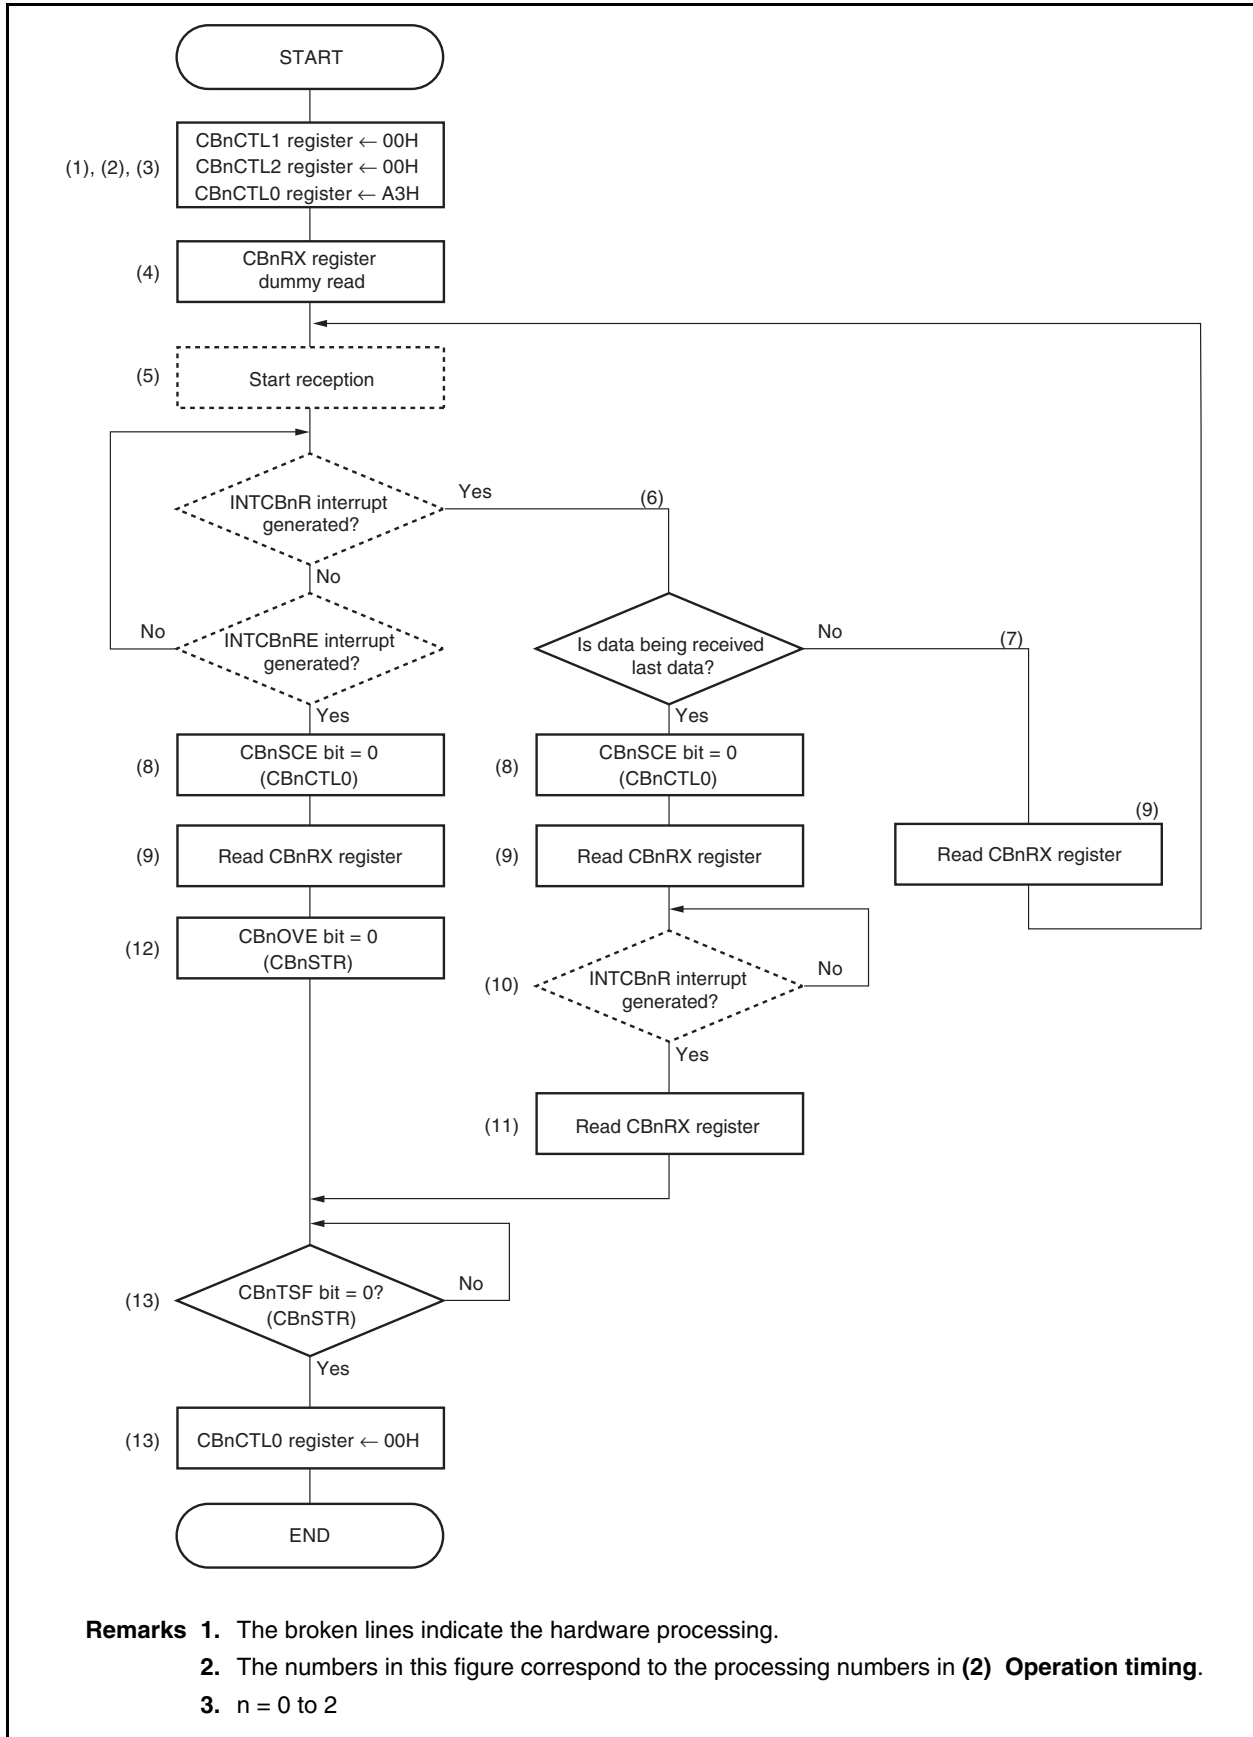 START
(1), (2), (3)
CBnCTL1 register ← 00H
CBnCTL2 register ← 00H
CBnCTL0 register ← A3H
(4)
CBnRX register
dummy read
(5)
Start reception
INTCBnR interrupt
generated?
Yes
(6)
No
INTCBnRE interrupt
generated?
No
Yes
Is data being received
last data?
No
(7)
Yes
(8)
CBnSCE bit = 0
(CBnCTL0)
(8)
CBnSCE bit = 0
(CBnCTL0)
(9)
Read CBnRX register
(9)
Read CBnRX register
(9)
Read CBnRX register
(12)
CBnOVE bit = 0
(CBnSTR)
(10)
INTCBnR interrupt
generated?
No
Yes
(11)
Read CBnRX register
(13)
CBnTSF bit = 0?
(CBnSTR)
No
Yes
(13)
CBnCTL0 register ← 00H
END
Remarks 1. The broken lines indicate the hardware processing.
2. The numbers in this figure correspond to the processing numbers in (2) Operation timing.
3. n = 0 to 2